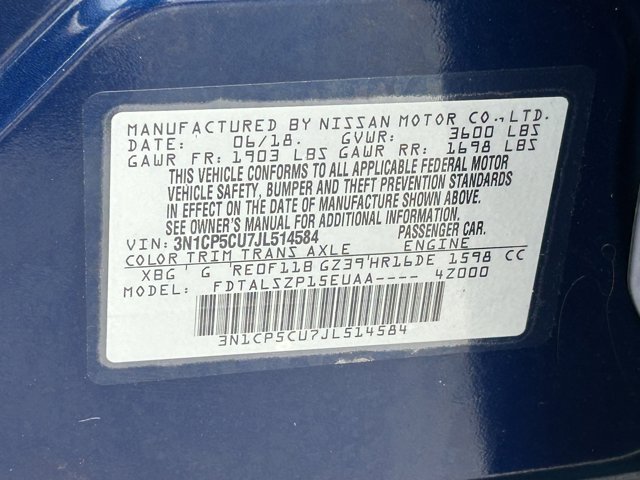 MANUFACTURED BY NISSAN MOTOR CO.,LTD.
DATE: 06/18. GVWR: 3600 LBS
GAWR FR: 1903 LBS GAWR RR: 1698 LBS
THIS VEHICLE CONFORMS TO ALL APPLICABLE FEDERAL MOTOR
VEHICLE SAFETY, BUMPER AND THEFT PREVENTION STANDARDS
IN EFFECT ON THE DATE OF MANUFACTURE SHOWN ABOVE.
SEE OWNER'S MANUAL FOR ADDITIONAL INFORMATION.
VIN: 3N1CP5CU7JL514584 PASSENGER CAR.
COLOR TRIM TRANS AXLE ENGINE
XBG ' G RE0F11B GZ39'HR16DE 1598 CC
MODEL: FDTALSZP15EUAA---- 4Z000
3N1CP5CU7JL514584